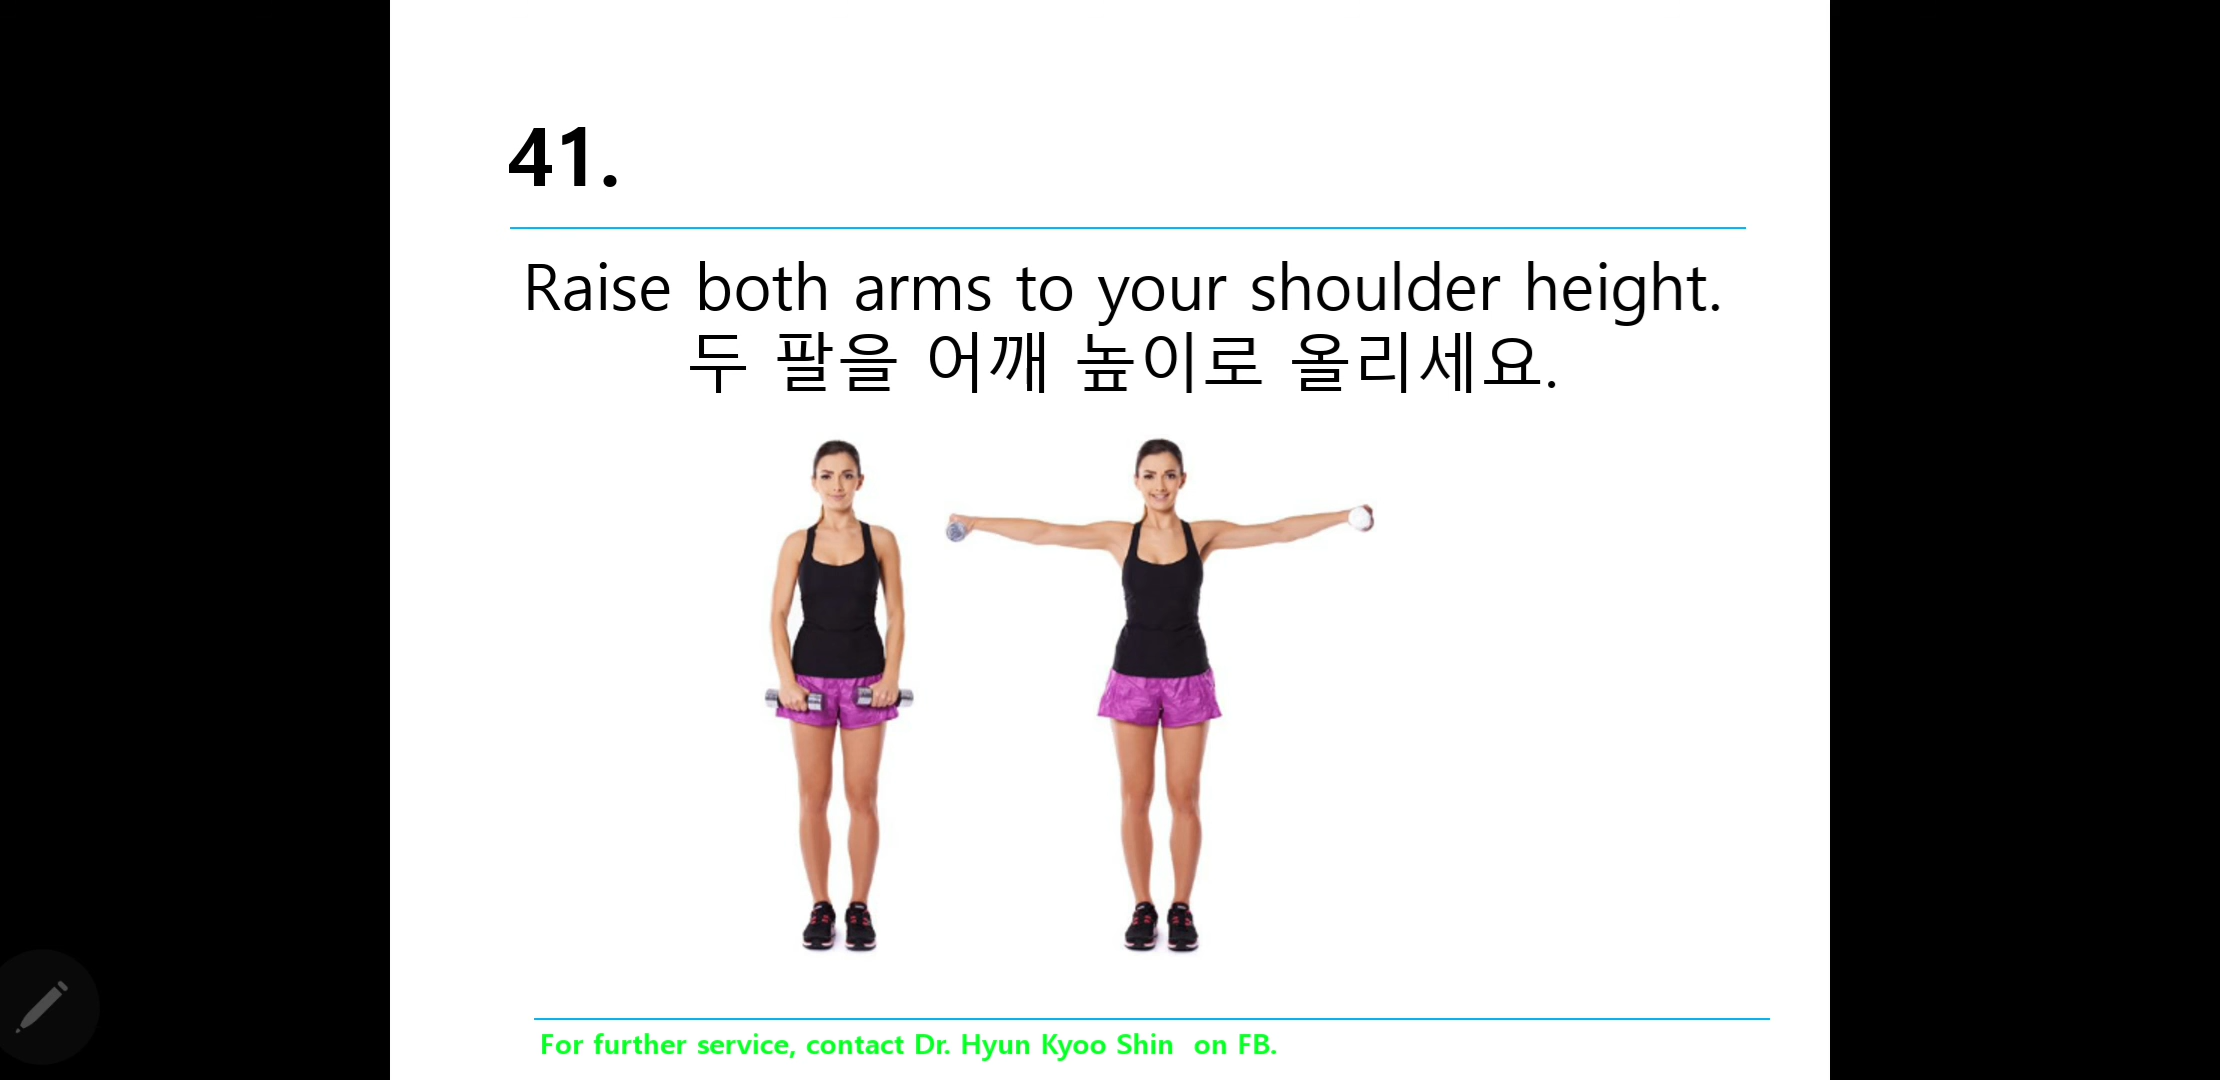 41.
Raise both arms to your shoulder height.
두 팔을 어깨 높이로 올리세요.
For further service, contact Dr. Hyun Kyoo Shin on FB.